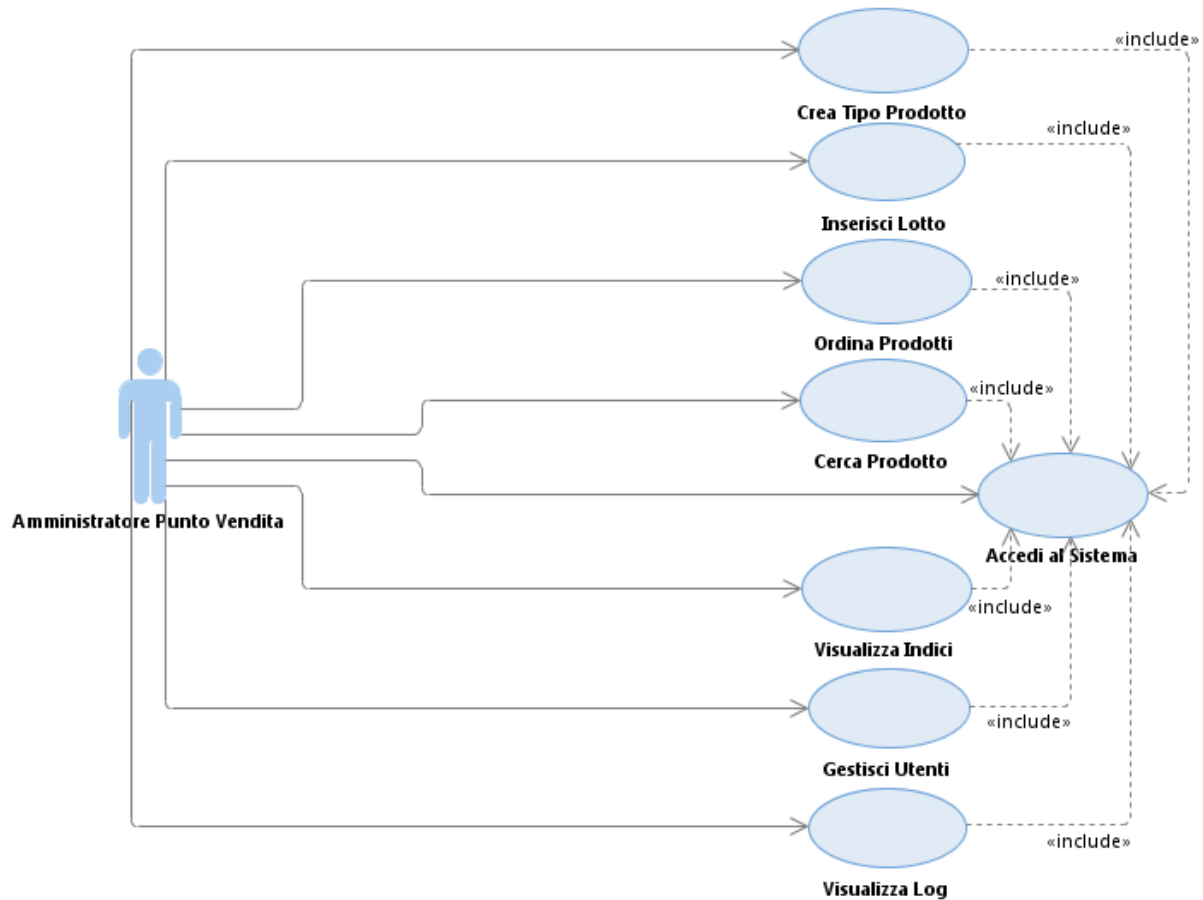 «include»
Crea Tipo Prodotto
«include»
Inserisci Lotto
«include»
Ordina Prodotti
«include»
Cerca Prodotto
Amministratore Punto Vendita
Accedi al Sistema
«include»
Visualizza Indici
«include»
Gestisci Utenti
«include»
Visualizza Log